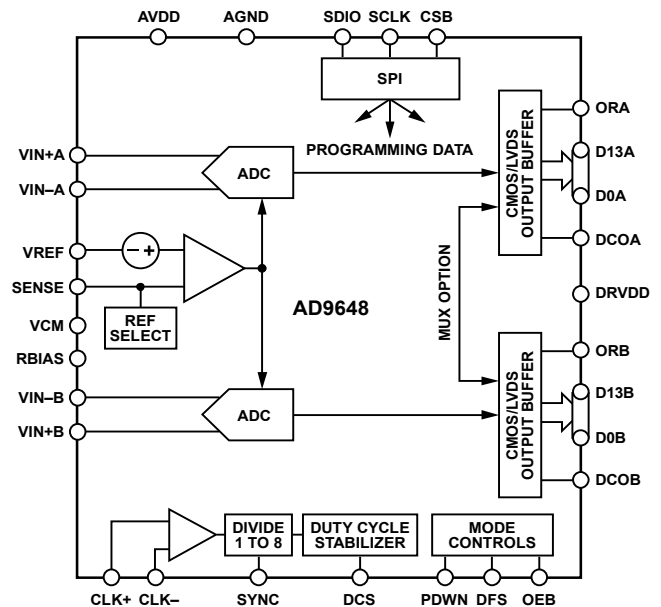 AVDD
AGND
SDIO
SCLK
CSB
SPI
PROGRAMMING DATA
VIN+A
VIN–A
ADC
VREF
– +
SENSE
REF
SELECT
AD9648
VCM
RBIAS
VIN–B
VIN+B
ADC
MUX OPTION
CMOS/LVDS
OUTPUT BUFFER
ORA
D13A
D0A
DCOA
DRVDD
CMOS/LVDS
OUTPUT BUFFER
ORB
D13B
D0B
DCOB
DIVIDE
1 TO 8
DUTY CYCLE
STABILIZER
MODE
CONTROLS
CLK+
CLK–
SYNC
DCS
PDWN
DFS
OEB